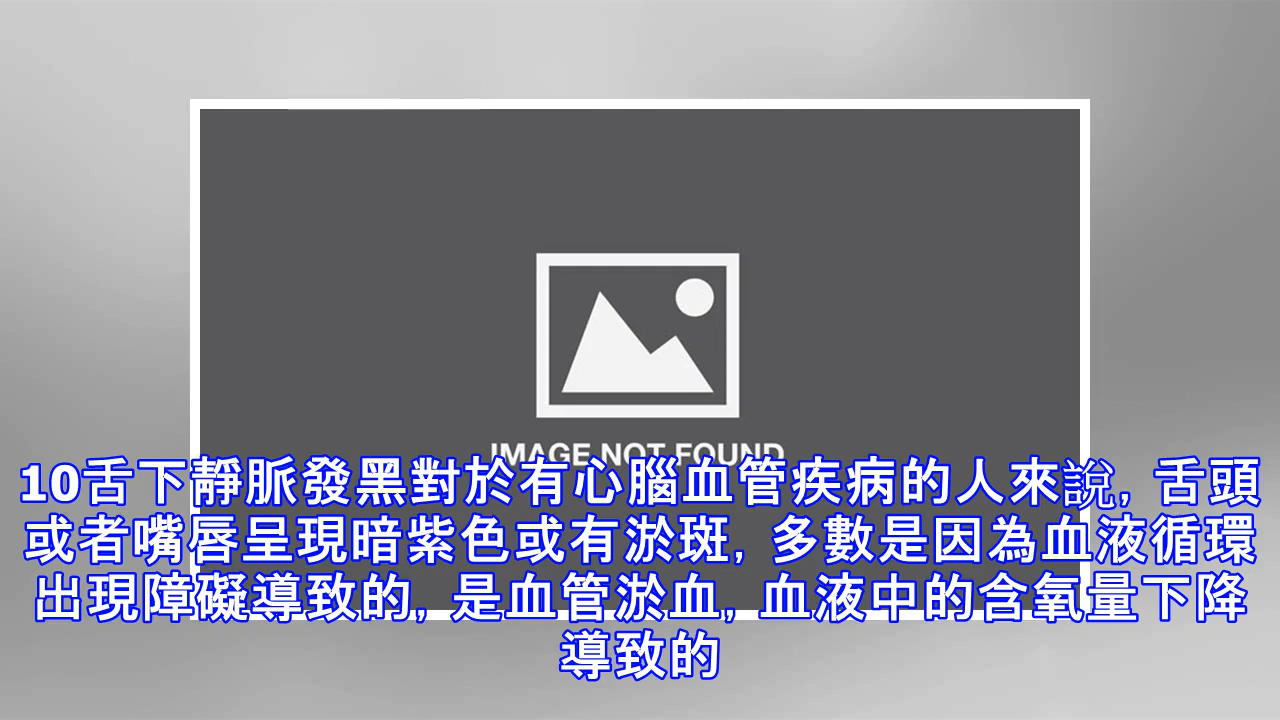 IMAGE NOT FOUND
10舌下靜脈發黑對於有心腦血管疾病的人來說, 舌頭
或者嘴唇呈現暗紫色或有淤斑, 多數是因為血液循環
出現障礙導致的, 是血管淤血, 血液中的含氧量下降
導致的